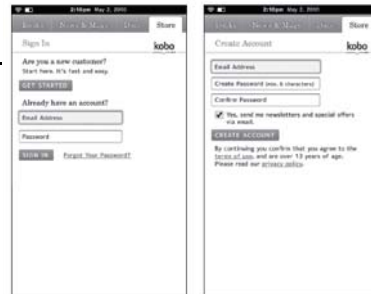 2:16pm May 2, 2010
Books News & Mags Store
Sign In
kobo
Are you a new customer?
Start here. It's fast and easy.
GET STARTED
Already have an account?
Email Address
Password
SIGN IN Forgot Your Password?
May 2, 2010
Store
Create Account
kobo
Email Address
Create Password (min. 6 characters)
Confirm Password
Yes, send me newsletters and special offers
via email.
CREATE ACCOUNT
By continuing you confirm that you agree to the
terms of use, and are over 13 years of age.
Please read our privacy policy.